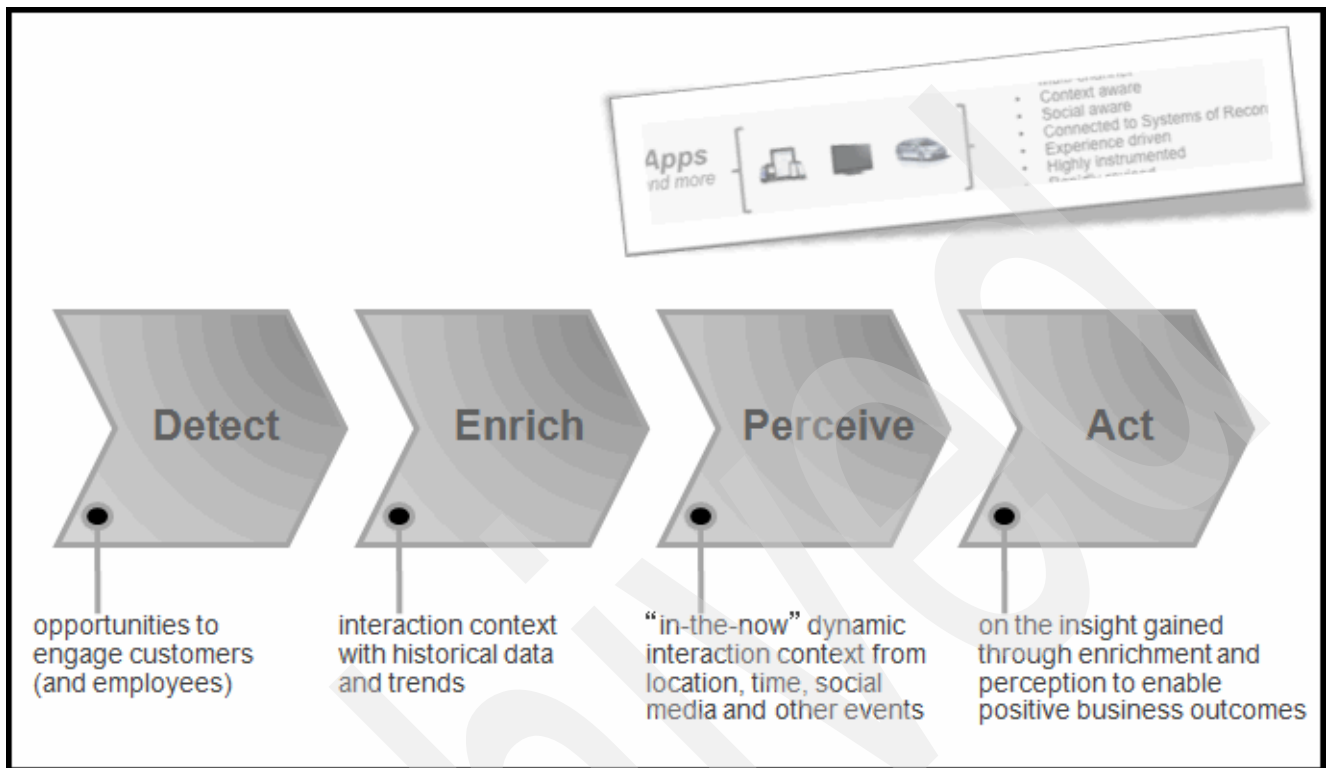 Apps
nd more
• Context aware
• Social aware
• Connected to Systems of Recor
• Experience driven
• Highly instrumented
Detect
Enrich
Perceive
Act
opportunities to
engage customers
(and employees)
interaction context
with historical data
and trends
“in-the-now” dynamic
interaction context from
location, time, social
media and other events
on the insight gained
through enrichment and
perception to enable
positive business outcomes